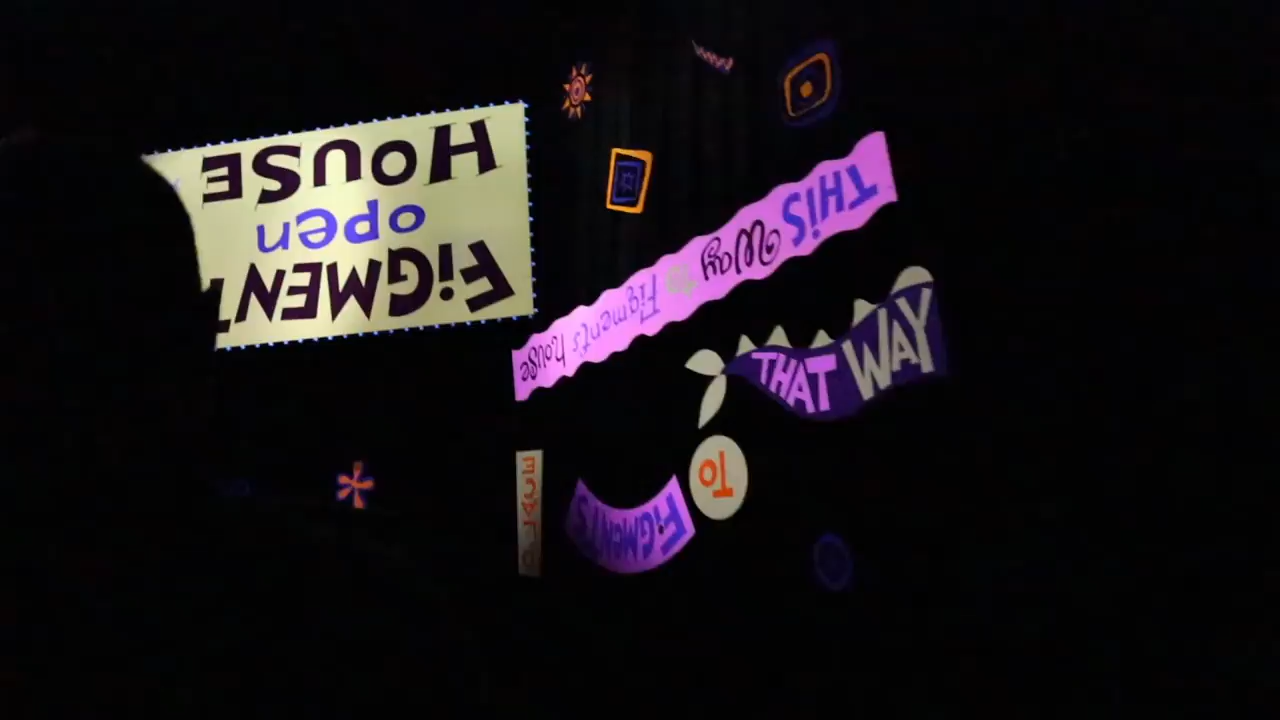 FiGMENT
open
HoUSE
THiS Way to Figment's house
THAT WAY
To
FiGMENT'S